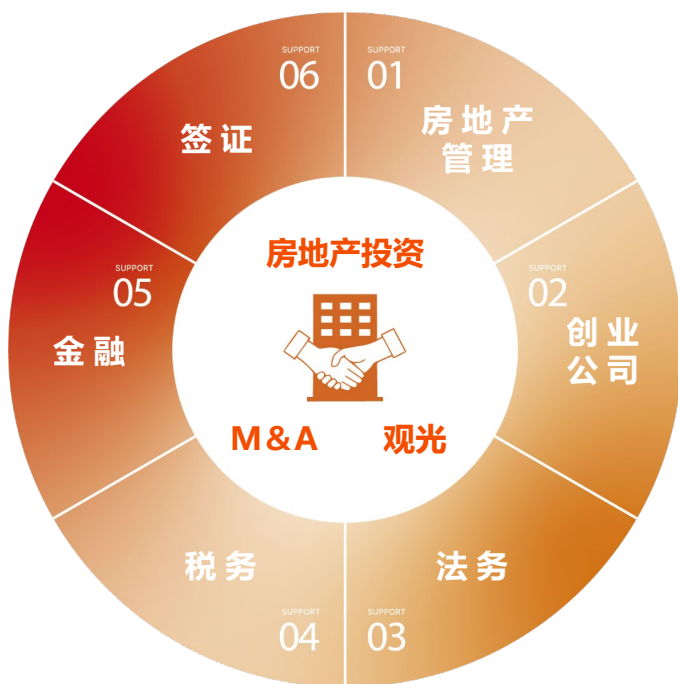 SUPPORT
01
房地产
管理
SUPPORT
02
创业
公司
法务
SUPPORT
03
税务
SUPPORT
04
SUPPORT
05
金融
SUPPORT
06
签证
房地产投资
M&A
观光